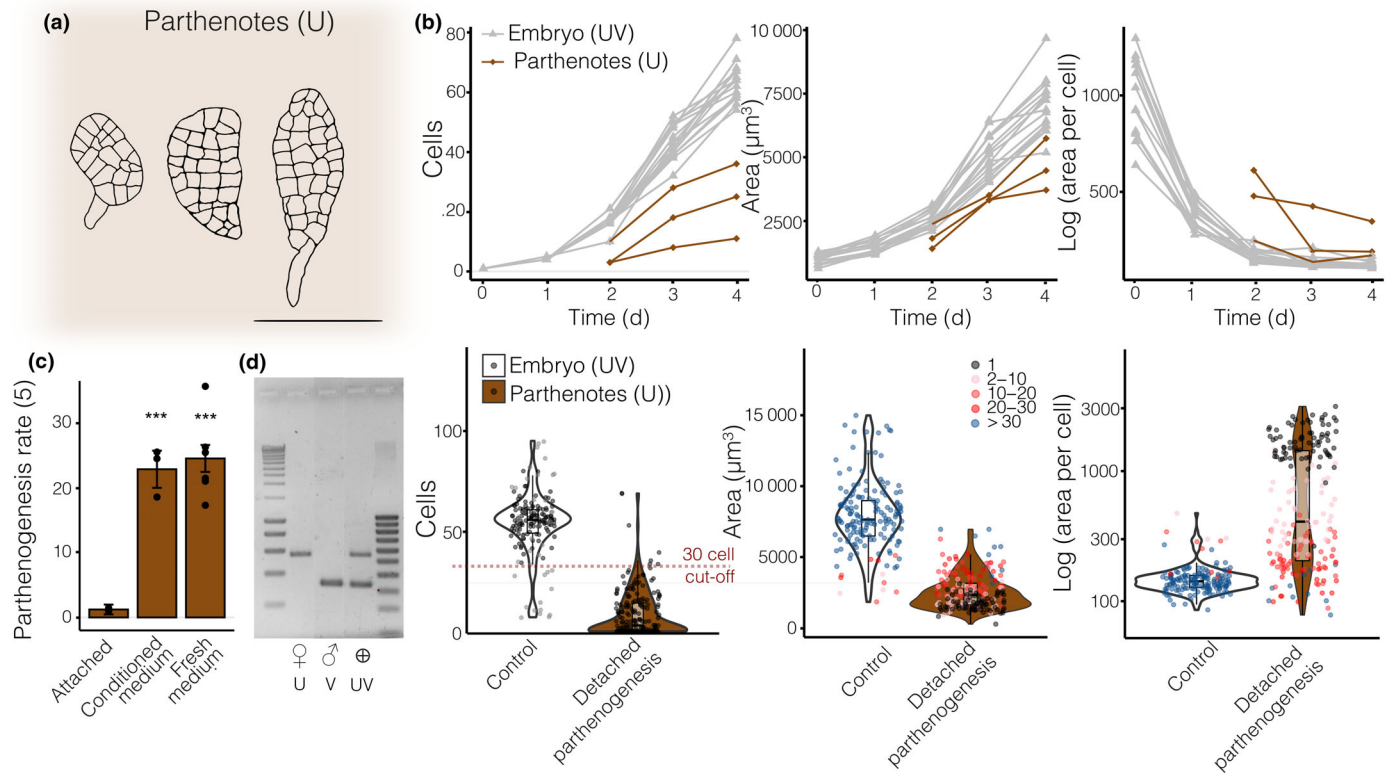 (a)
Parthenotes (U)
(b)
Embryo (UV)
Parthenotes (U)
Cells
80
60
40
.20
0
0 1 2 3 4
Time (d)
Area (µm³)
10 000
7500
5000
2500
0 1 2 3 4
Time (d)
Log (area per cell)
1000
500
0 1 2 3 4
Time (d)
(c)
Parthenogenesis rate (5)
30
20
10
0
***
***
Attached
Conditioned
medium
Fresh
medium
(d)
♀ ♂ ⊕
U V UV
Embryo (UV)
Parthenotes (U))
Cells
100
50
0
30 cell
cut-off
Control
Detached
parthenogenesis
Area (µm³)
15 000
10 000
5000
0
1
2–10
10–20
20–30
> 30
Control
Detached
parthenogenesis
Log (area per cell)
3000
1000
300
100
Control
Detached
parthenogenesis